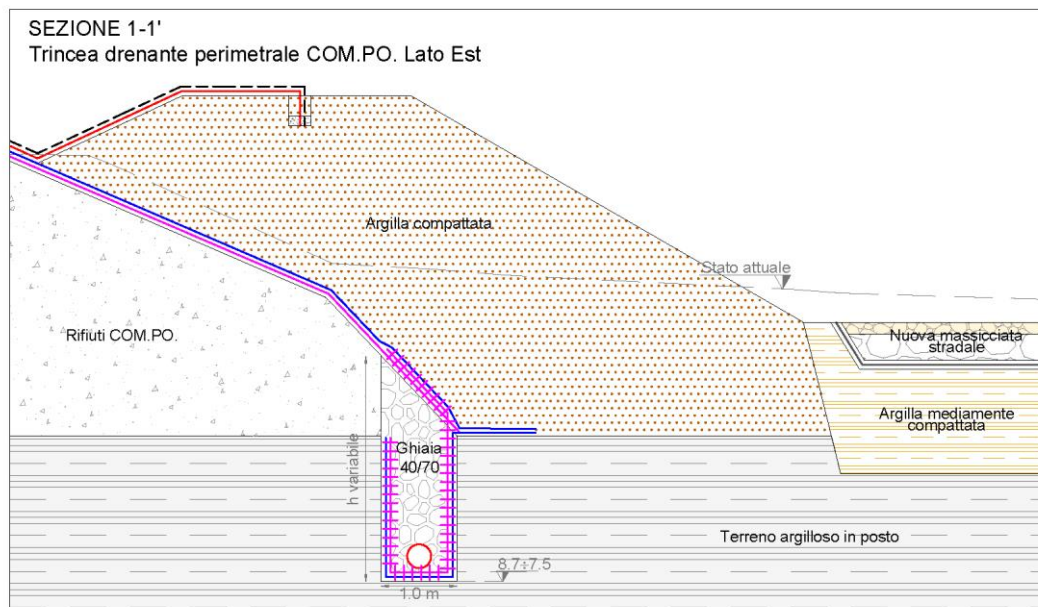 SEZIONE 1-1'
Trincea drenante perimetrale COM.PO. Lato Est
Argilla compattata
Stato attuale
Rifiuti COM.PO.
Nuova massicciata
stradale
Argilla mediamente
compattata
Ghiaia
40/70
h variabile
Terreno argilloso in posto
8.7÷7.5
1.0 m